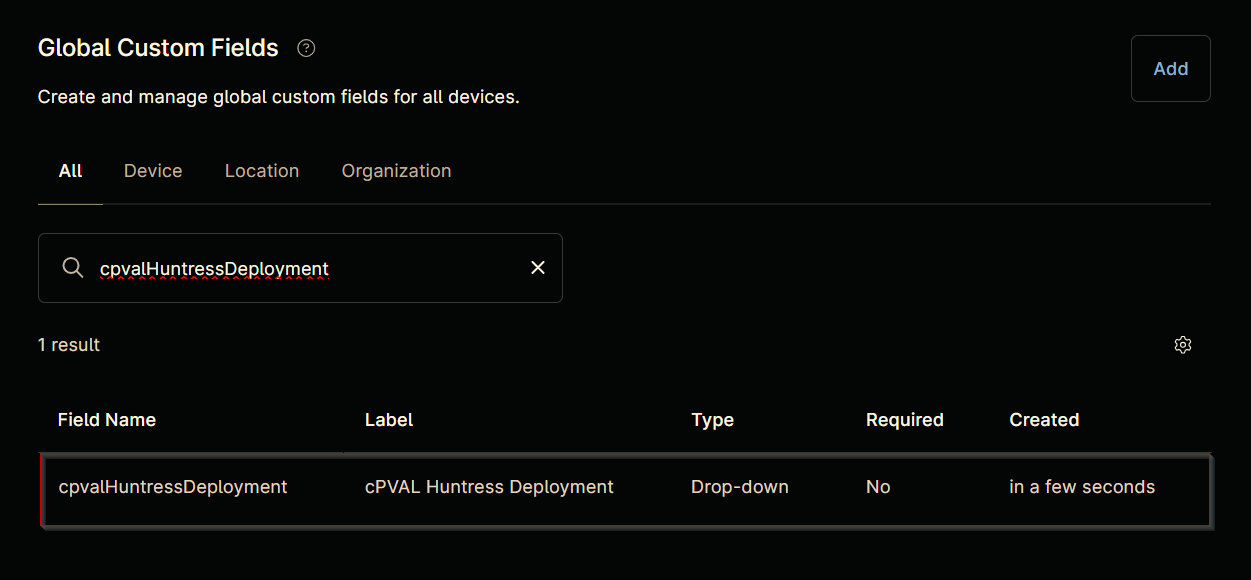 Global Custom Fields
Add
Create and manage global custom fields for all devices.
All Device Location Organization
cpvalHuntressDeployment
1 result
Field Name Label Type Required Created
cpvalHuntressDeployment cPVAL Huntress Deployment Drop-down No in a few seconds